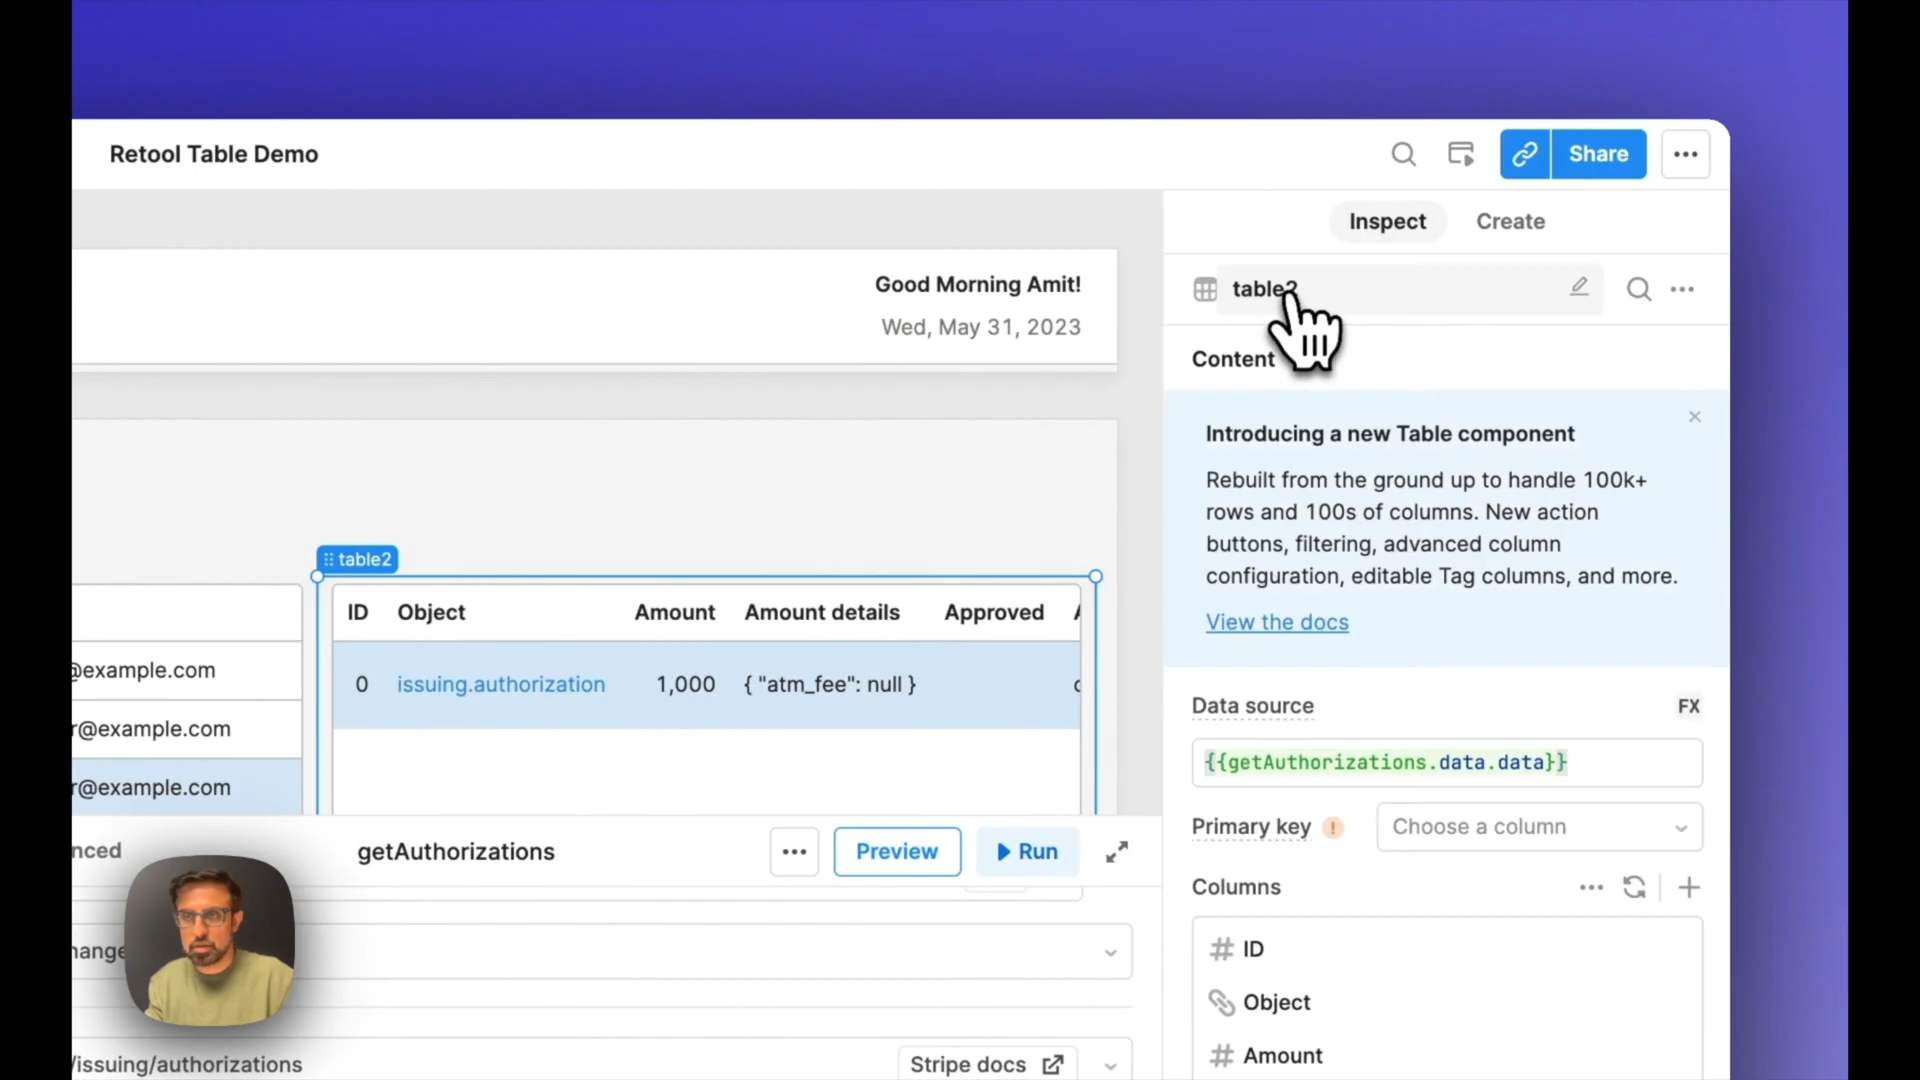 Retool Table Demo
Share
Inspect
Create
Good Morning Amit!
Wed, May 31, 2023
table2
Content
Introducing a new Table component
Rebuilt from the ground up to handle 100k+
rows and 100s of columns. New action
buttons, filtering, advanced column
configuration, editable Tag columns, and more.
View the docs
table2
ID Object Amount Amount details Approved
0 issuing.authorization 1,000 { "atm_fee": null }
@example.com
r@example.com
r@example.com
Data source
FX
{{getAuthorizations.data.data}}
Primary key
Choose a column
Columns
ID
Object
Amount
nced
getAuthorizations
Preview
Run
hange
/issuing/authorizations
Stripe docs